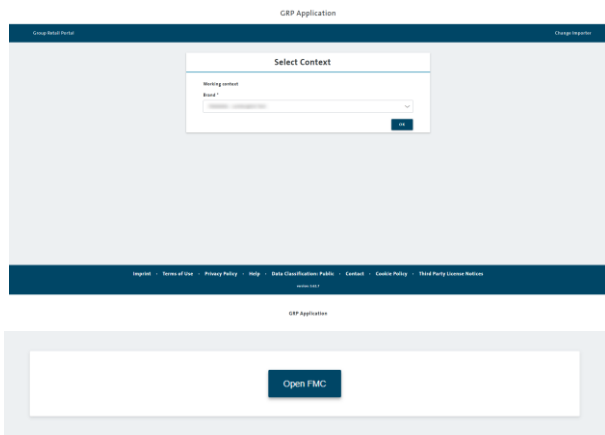 GRP Application
Group Retail Portal
Change Importer
Select Context
Working context
Brand *
OK
Imprint - Terms of Use - Privacy Policy - Help - Data Classification: Public - Contact - Cookie Policy - Third Party License Notices
GRP Application
Open FMC